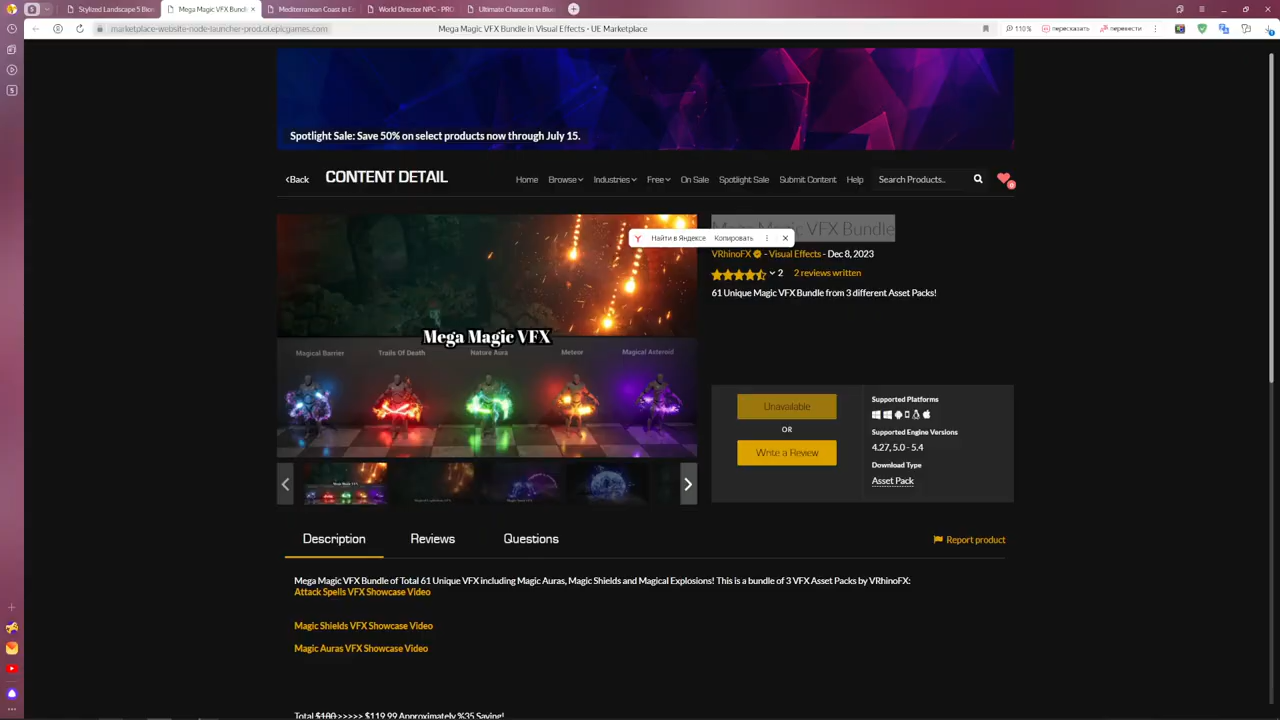 Stylized Landscape 5 Bion
Mega Magic VFX Bundl
Mediterranean Coast in E
World Director NPC - PRO
Ultimate Character in Blu
marketplace-website-node-launcher-prod.ol.epicgames.com
Mega Magic VFX Bundle in Visual Effects - UE Marketplace
110%
пересказать
перевести
Spotlight Sale: Save 50% on select products now through July 15.
Back
CONTENT DETAIL
Home
Browse
Industries
Free
On Sale
Spotlight Sale
Submit Content
Help
Search Products..
0
Mega Magic VFX Bundle
Найти в Яндексе
Копировать
VRhinoFX - Visual Effects - Dec 8, 2023
2
2 reviews written
61 Unique Magic VFX Bundle from 3 different Asset Packs!
Mega Magic VFX
Magical Barrier
Trails Of Death
Nature Aura
Meteor
Magical Asteroid
Unavailable
OR
Write a Review
Supported Platforms
Supported Engine Versions
4.27, 5.0 - 5.4
Download Type
Asset Pack
Description
Reviews
Questions
Report product
Mega Magic VFX Bundle of Total 61 Unique VFX including Magic Auras, Magic Shields and Magical Explosions! This is a bundle of 3 VFX Asset Packs by VRhinoFX:
Attack Spells VFX Showcase Video
Magic Shields VFX Showcase Video
Magic Auras VFX Showcase Video
Total $180 >>>>> $119.99 Approximately %35 Saving!